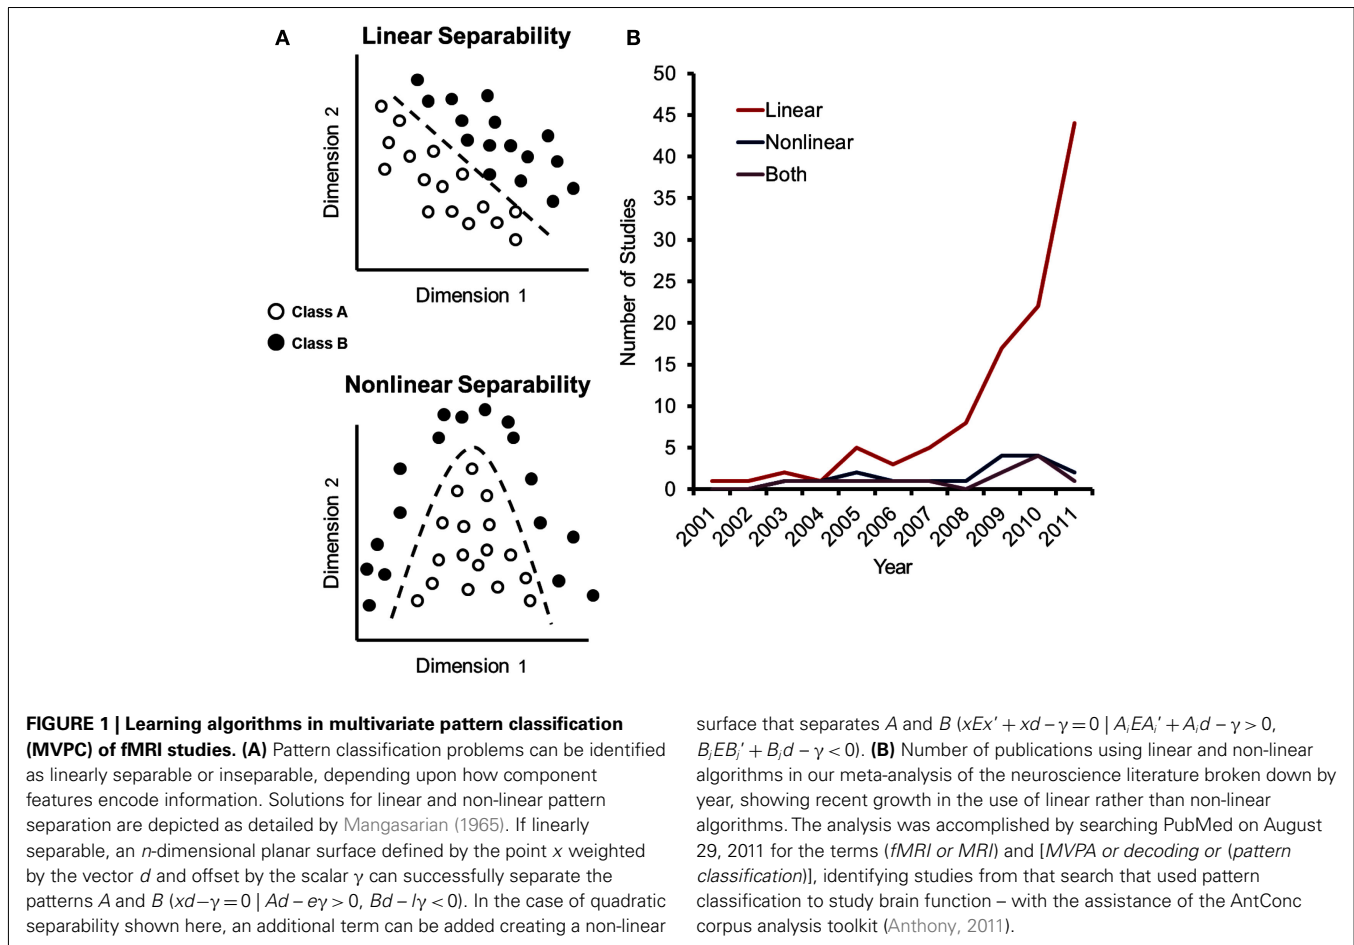 A
Linear Separability
Dimension 2
Dimension 1
Class A
Class B
Nonlinear Separability
Dimension 2
Dimension 1
B
50
45
40
35
30
25
20
15
10
5
0
Number of Studies
Linear
Nonlinear
Both
2001
2002
2003
2004
2005
2006
2007
2008
2009
2010
2011
Year
FIGURE 1 | Learning algorithms in multivariate pattern classification
(MVPC) of fMRI studies. (A) Pattern classification problems can be identified
as linearly separable or inseparable, depending upon how component
features encode information. Solutions for linear and non-linear pattern
separation are depicted as detailed by Mangasarian (1965). If linearly
separable, an n-dimensional planar surface defined by the point x weighted
by the vector d and offset by the scalar γ can successfully separate the
patterns A and B (xd−γ = 0 | Ad – eγ > 0, Bd – lγ < 0). In the case of quadratic
separability shown here, an additional term can be added creating a non-linear
surface that separates A and B (xEx′ + xd – γ = 0 | AᵢEAᵢ′ + Aᵢd – γ > 0,
BⱼEBⱼ′ + Bⱼd – γ < 0). (B) Number of publications using linear and non-linear
algorithms in our meta-analysis of the neuroscience literature broken down by
year, showing recent growth in the use of linear rather than non-linear
algorithms. The analysis was accomplished by searching PubMed on August
29, 2011 for the terms (fMRI or MRI) and [MVPA or decoding or (pattern
classification)], identifying studies from that search that used pattern
classification to study brain function – with the assistance of the AntConc
corpus analysis toolkit (Anthony, 2011).